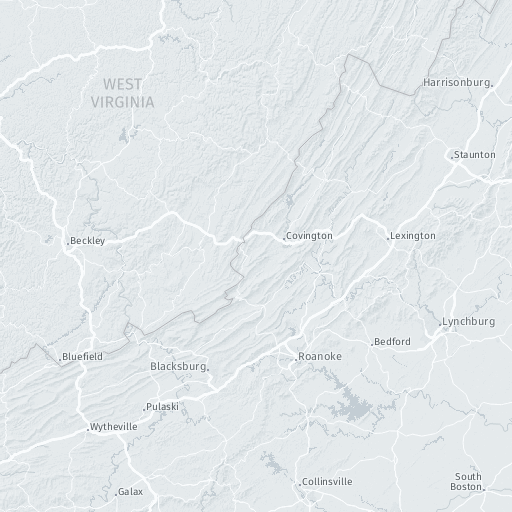 Harrisonburg
WEST
VIRGINIA
Staunton
Covington
Lexington
Beckley
Lynchburg
Bedford
Bluefield
Roanoke
Blacksburg
Pulaski
Wytheville
South
Boston
Collinsville
Galax